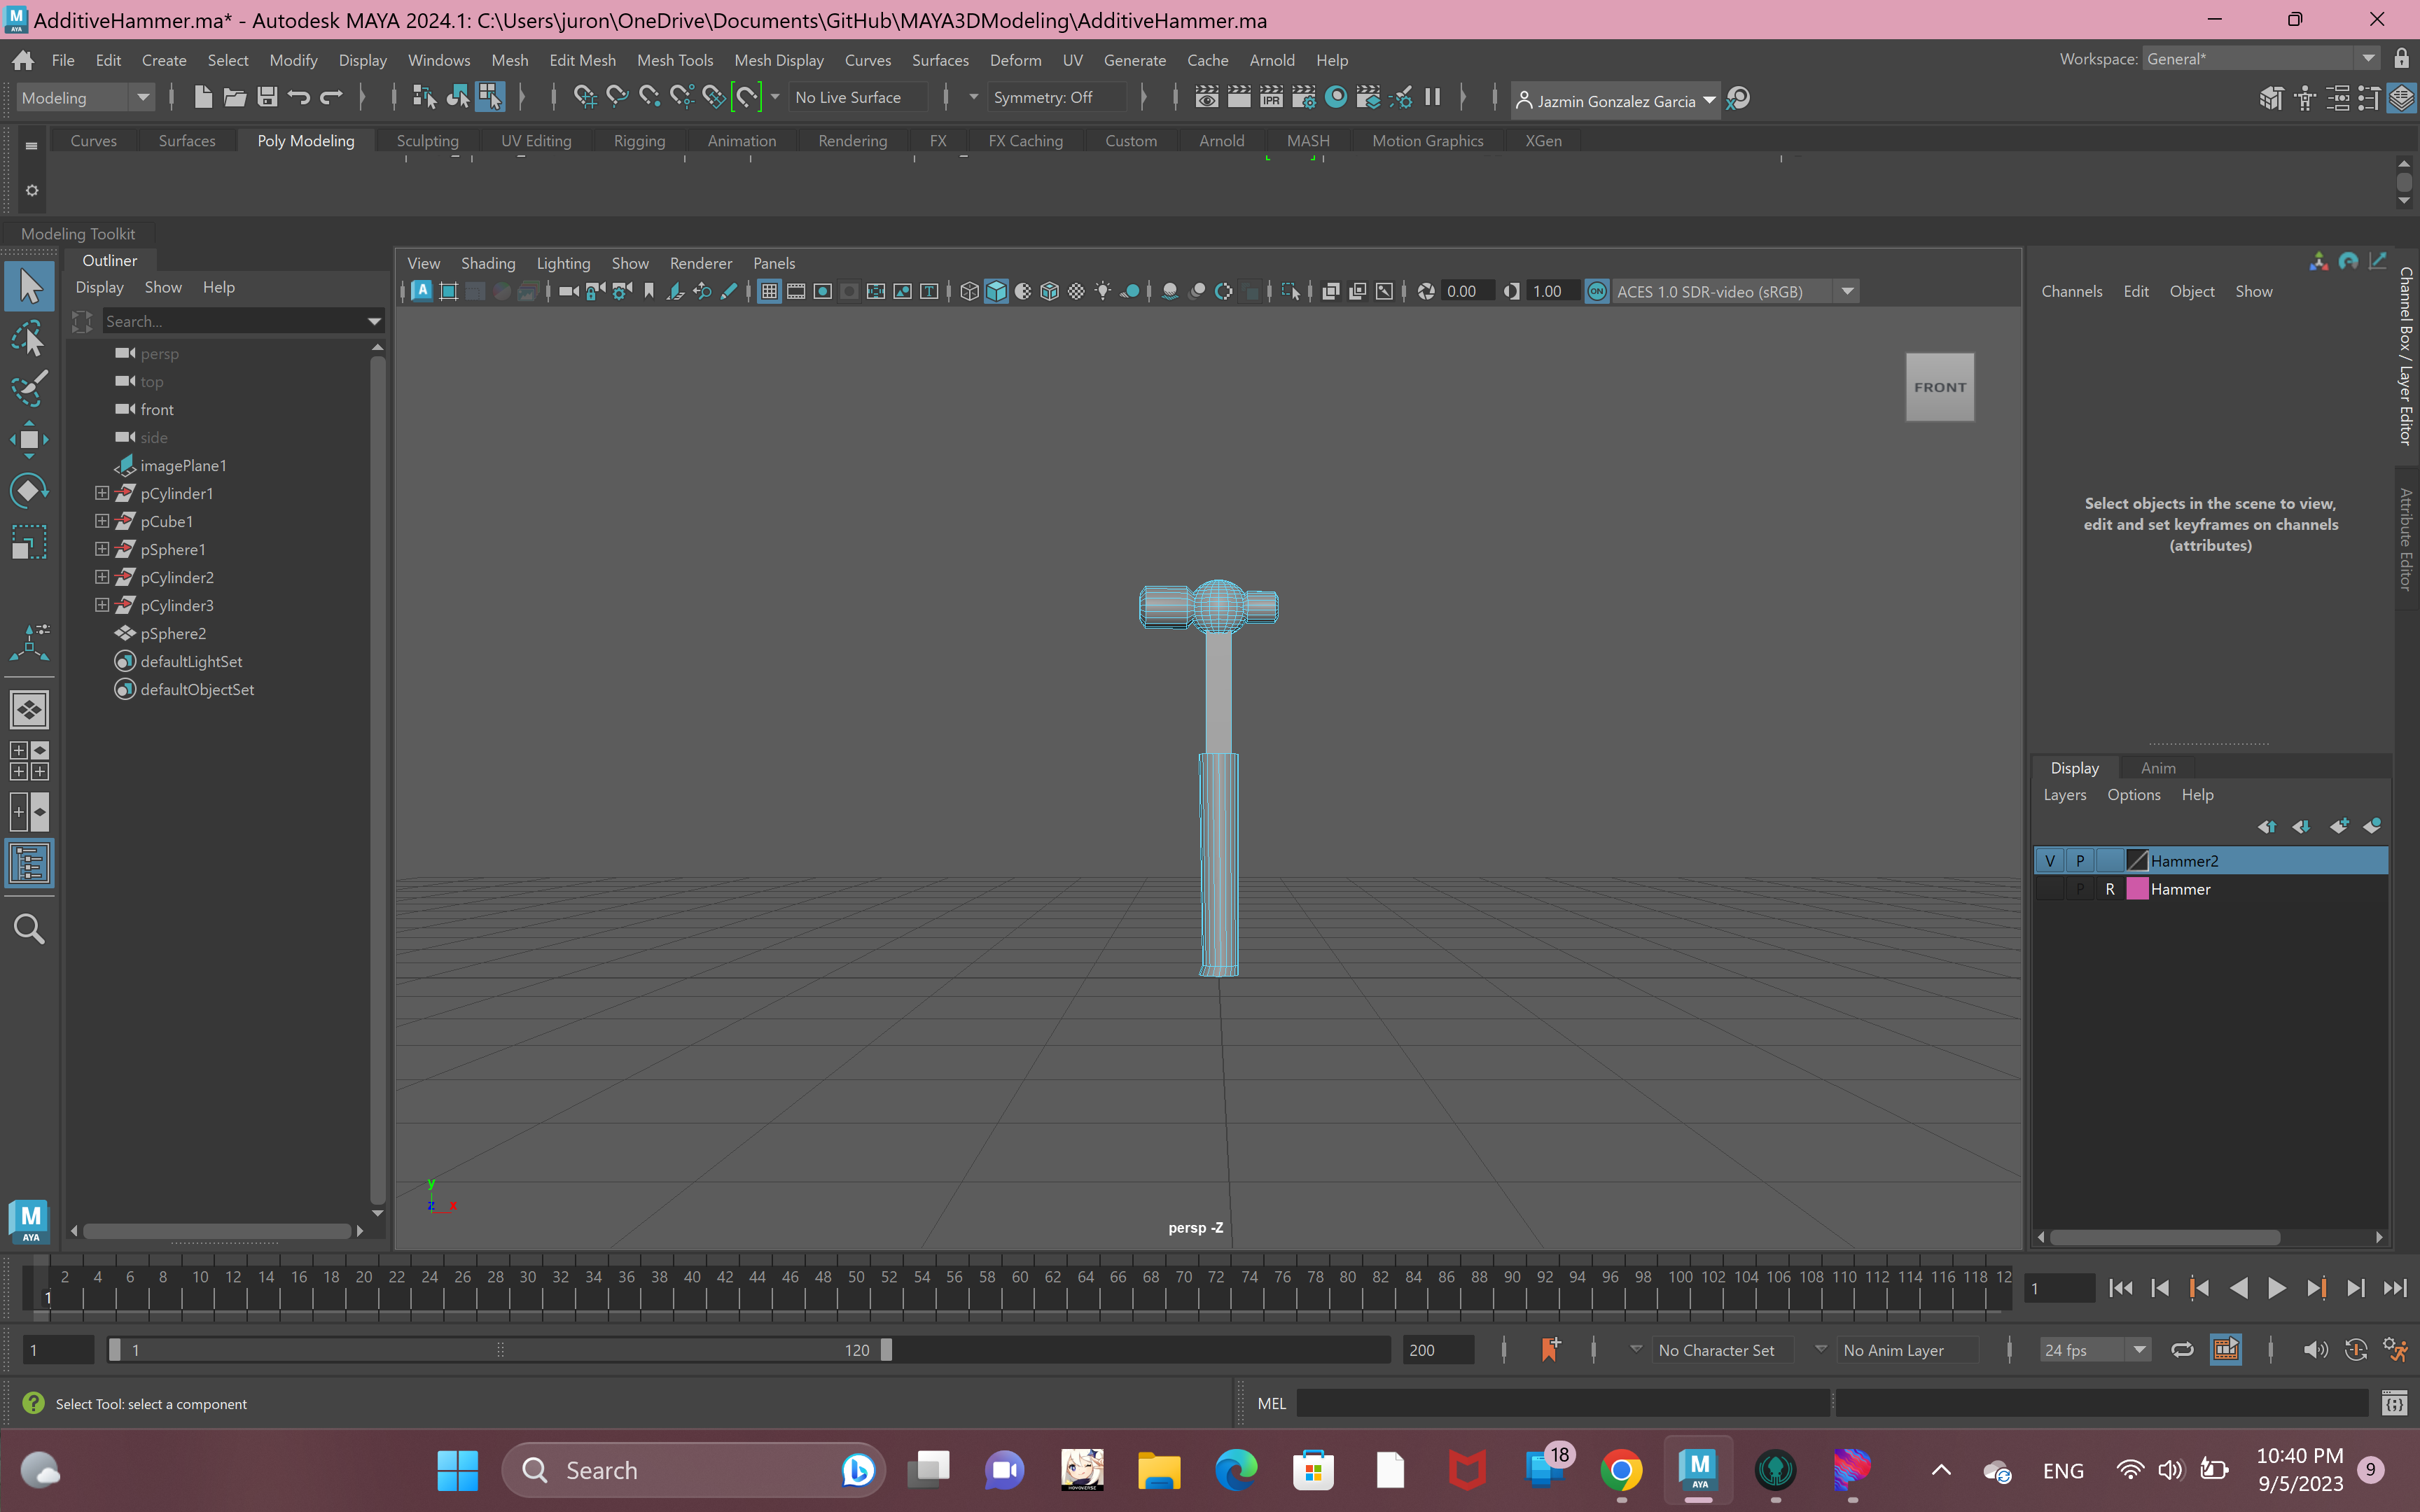 AdditiveHammer.ma* - Autodesk MAYA 2024.1: C:\Users\juron\OneDrive\Documents\GitHub\MAYA3DModeling\AdditiveHammer.ma
File Edit Create Select Modify Display Windows Mesh Edit Mesh Mesh Tools Mesh Display Curves Surfaces Deform UV Generate Cache Arnold Help
Workspace: General*
Modeling
No Live Surface
Symmetry: Off
IPR
Jazmin Gonzalez Garcia
Curves Surfaces Poly Modeling Sculpting UV Editing Rigging Animation Rendering FX FX Caching Custom Arnold MASH Motion Graphics XGen
Modeling Toolkit
Outliner
Display Show Help
Search...
persp
top
front
side
imagePlane1
pCylinder1
pCube1
pSphere1
pCylinder2
pCylinder3
pSphere2
defaultLightSet
defaultObjectSet
M
AYA
View Shading Lighting Show Renderer Panels
0.00
1.00
ON
ACES 1.0 SDR-video (sRGB)
FRONT
y
z x
persp -Z
Channels Edit Object Show
Channel Box / Layer Editor
Attribute Editor
Select objects in the scene to view,
edit and set keyframes on channels
(attributes)
Display Anim
Layers Options Help
V P Hammer2
P R Hammer
2 4 6 8 10 12 14 16 18 20 22 24 26 28 30 32 34 36 38 40 42 44 46 48 50 52 54 56 58 60 62 64 66 68 70 72 74 76 78 80 82 84 86 88 90 92 94 96 98 100 102 104 106 108 110 112 114 116 118 12
1
1
1
1
120
200
No Character Set
No Anim Layer
24 fps
Select Tool: select a component
MEL
Search
18
M
AYA
ENG
10:40 PM
9/5/2023
9